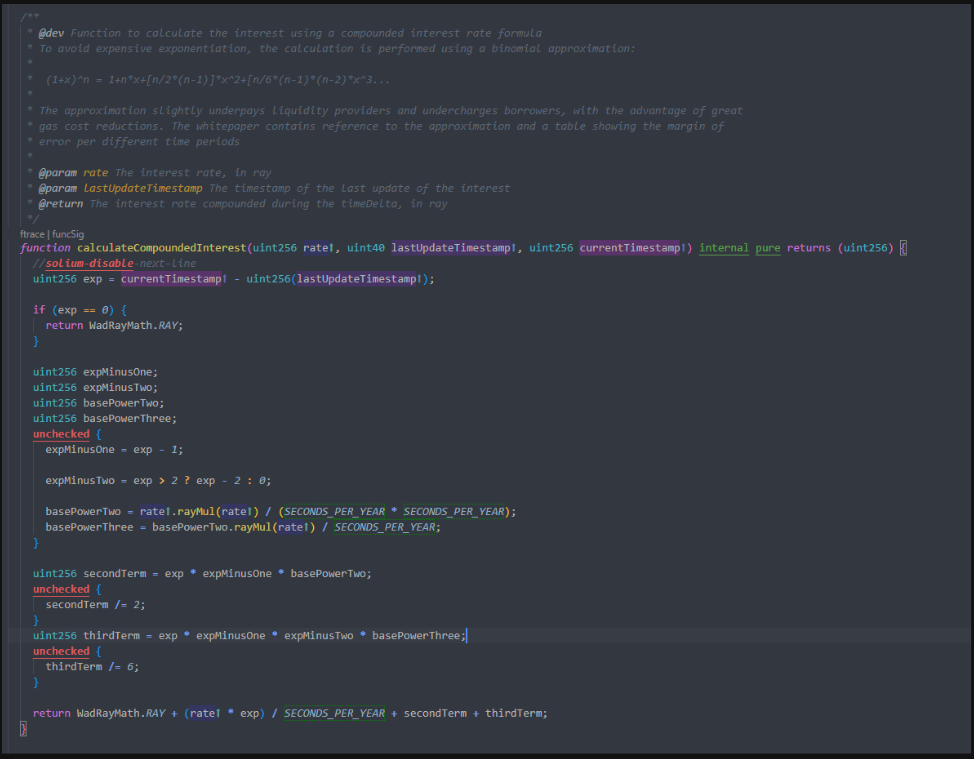 /**
 * @dev Function to calculate the interest using a compounded interest rate formula
 * To avoid expensive exponentiation, the calculation is performed using a binomial approximation:
 *
 *  (1+x)^n = 1+n*x+[n/2*(n-1)]*x^2+[n/6*(n-1)*(n-2)*x^3...
 *
 * The approximation slightly underpays liquidity providers and undercharges borrowers, with the advantage of great
 * gas cost reductions. The whitepaper contains reference to the approximation and a table showing the margin of
 * error per different time periods
 *
 * @param rate The interest rate, in ray
 * @param lastUpdateTimestamp The timestamp of the last update of the interest
 * @return The interest rate compounded during the timeDelta, in ray
 */
ftrace | funcSig
function calculateCompoundedInterest(uint256 rate↑, uint40 lastUpdateTimestamp↑, uint256 currentTimestamp↑) internal pure returns (uint256) {
  //solium-disable-next-line
  uint256 exp = currentTimestamp↑ - uint256(lastUpdateTimestamp↑);

  if (exp == 0) {
    return WadRayMath.RAY;
  }

  uint256 expMinusOne;
  uint256 expMinusTwo;
  uint256 basePowerTwo;
  uint256 basePowerThree;
  unchecked {
    expMinusOne = exp - 1;

    expMinusTwo = exp > 2 ? exp - 2 : 0;

    basePowerTwo = rate↑.rayMul(rate↑) / (SECONDS_PER_YEAR * SECONDS_PER_YEAR);
    basePowerThree = basePowerTwo.rayMul(rate↑) / SECONDS_PER_YEAR;
  }

  uint256 secondTerm = exp * expMinusOne * basePowerTwo;
  unchecked {
    secondTerm /= 2;
  }
  uint256 thirdTerm = exp * expMinusOne * expMinusTwo * basePowerThree;
  unchecked {
    thirdTerm /= 6;
  }

  return WadRayMath.RAY + (rate↑ * exp) / SECONDS_PER_YEAR + secondTerm + thirdTerm;
}